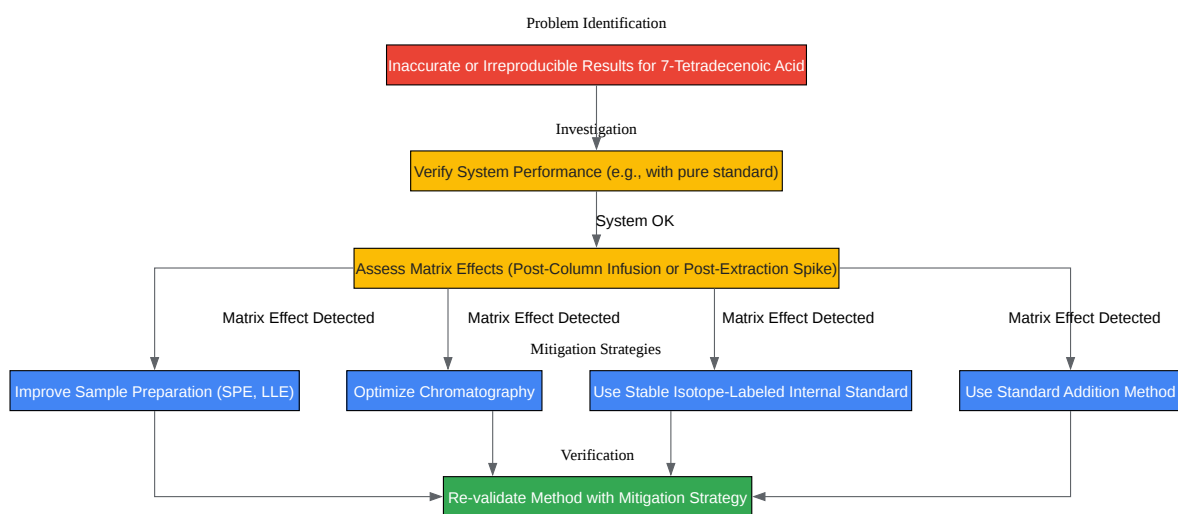 Problem Identification
Inaccurate or Irreproducible Results for 7-Tetradecenoic Acid
Investigation
Verify System Performance (e.g., with pure standard)
System OK
Assess Matrix Effects (Post-Column Infusion or Post-Extraction Spike)
Matrix Effect Detected
Matrix Effect Detected
Matrix Effect Detected
Matrix Effect Detected
Mitigation Strategies
Improve Sample Preparation (SPE, LLE)
Optimize Chromatography
Use Stable Isotope-Labeled Internal Standard
Use Standard Addition Method
Verification
Re-validate Method with Mitigation Strategy